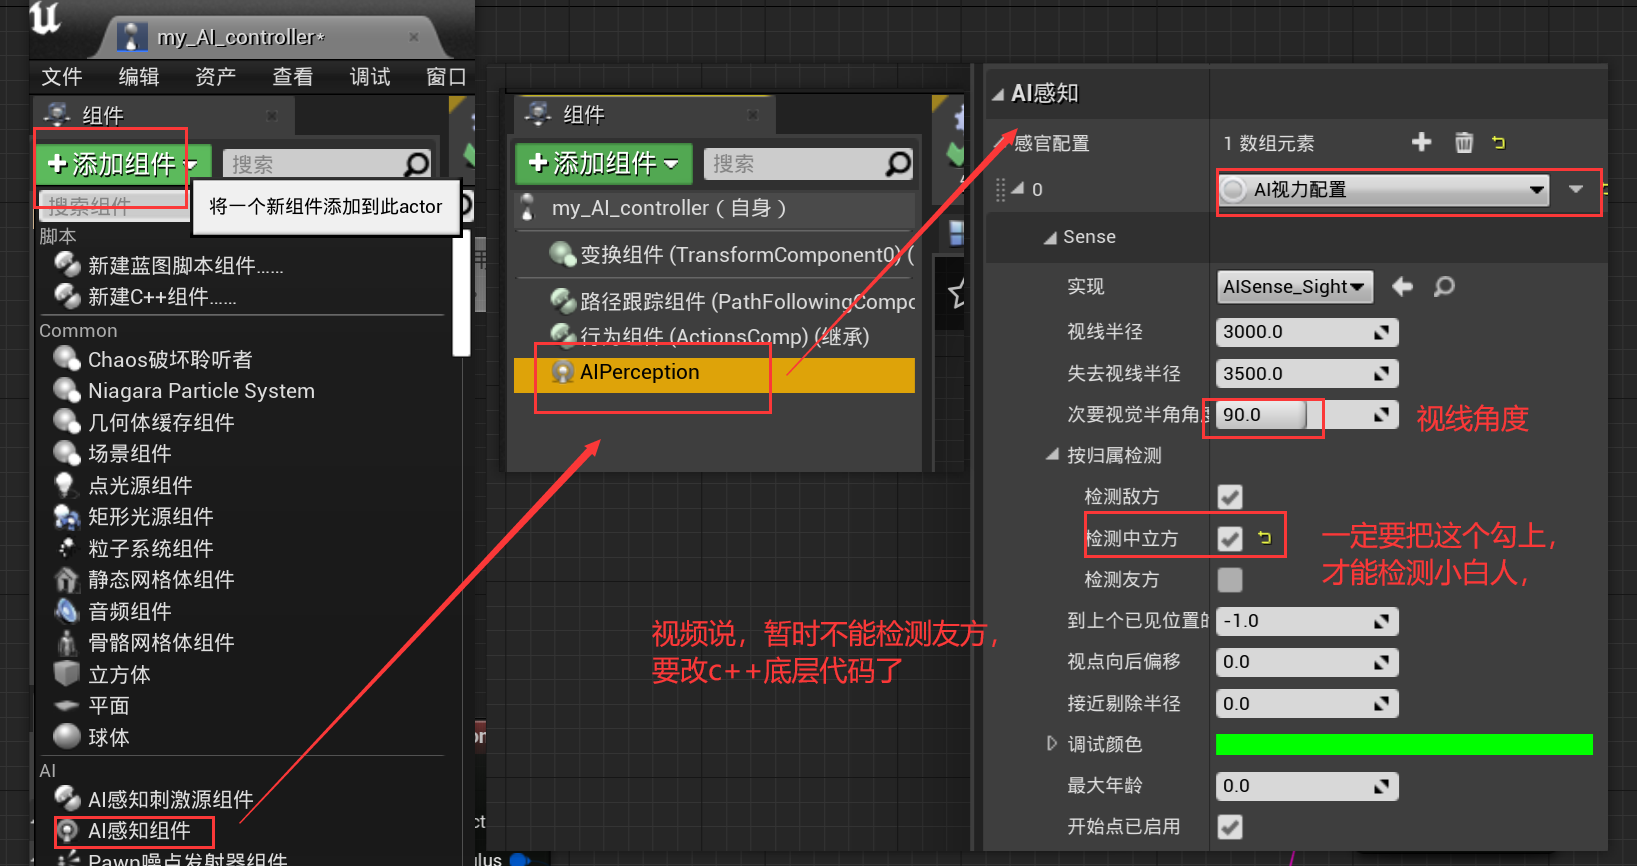 my_AI_controller*
文件 编辑 资产 查看 调试 窗口
组件
+添加组件
搜索
搜索组件
将一个新组件添加到此actor
脚本
新建蓝图脚本组件......
新建C++组件......
Common
Chaos破坏聆听者
Niagara Particle System
几何体缓存组件
场景组件
点光源组件
矩形光源组件
粒子系统组件
静态网格体组件
音频组件
骨骼网格体组件
立方体
平面
球体
AI
AI感知刺激源组件
AI感知组件
Pawn噪点发射器组件
组件
+添加组件
搜索
my_AI_controller（自身）
变换组件 (TransformComponent0) (
路径跟踪组件 (PathFollowingCompo
行为组件 (ActionsComp) (继承)
AIPerception
视频说，暂时不能检测友方，
要改c++底层代码了
AI感知
感官配置 1 数组元素
0 AI视力配置
Sense
实现 AISense_Sight
视线半径 3000.0
失去视线半径 3500.0
次要视觉半角角度 90.0
视线角度
按归属检测
检测敌方
检测中立方
一定要把这个勾上，
才能检测小白人，
检测友方
到上个已见位置的 -1.0
视点向后偏移 0.0
接近剔除半径 0.0
调试颜色
最大年龄 0.0
开始点已启用